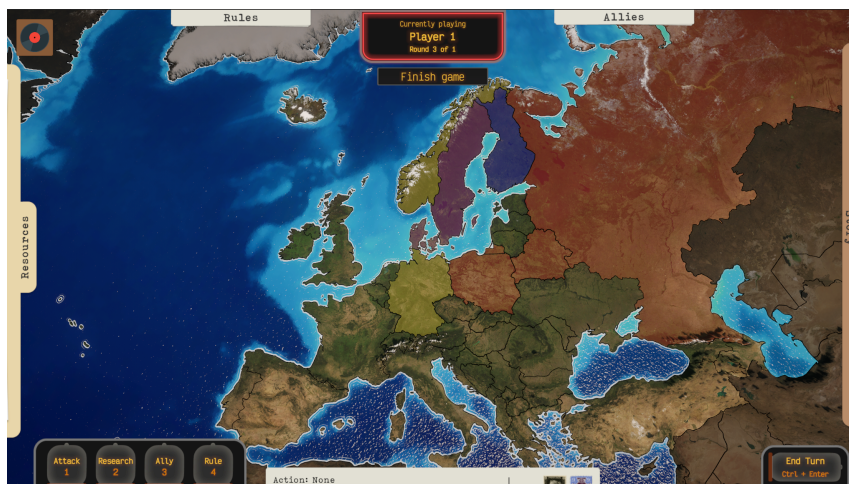 Rules
Allies
Currently playing
Player 1
Round 3 of 1
Finish game
Resources
Attack
1
Research
2
Ally
3
Rule
4
Action: None
End Turn
Ctrl + Enter